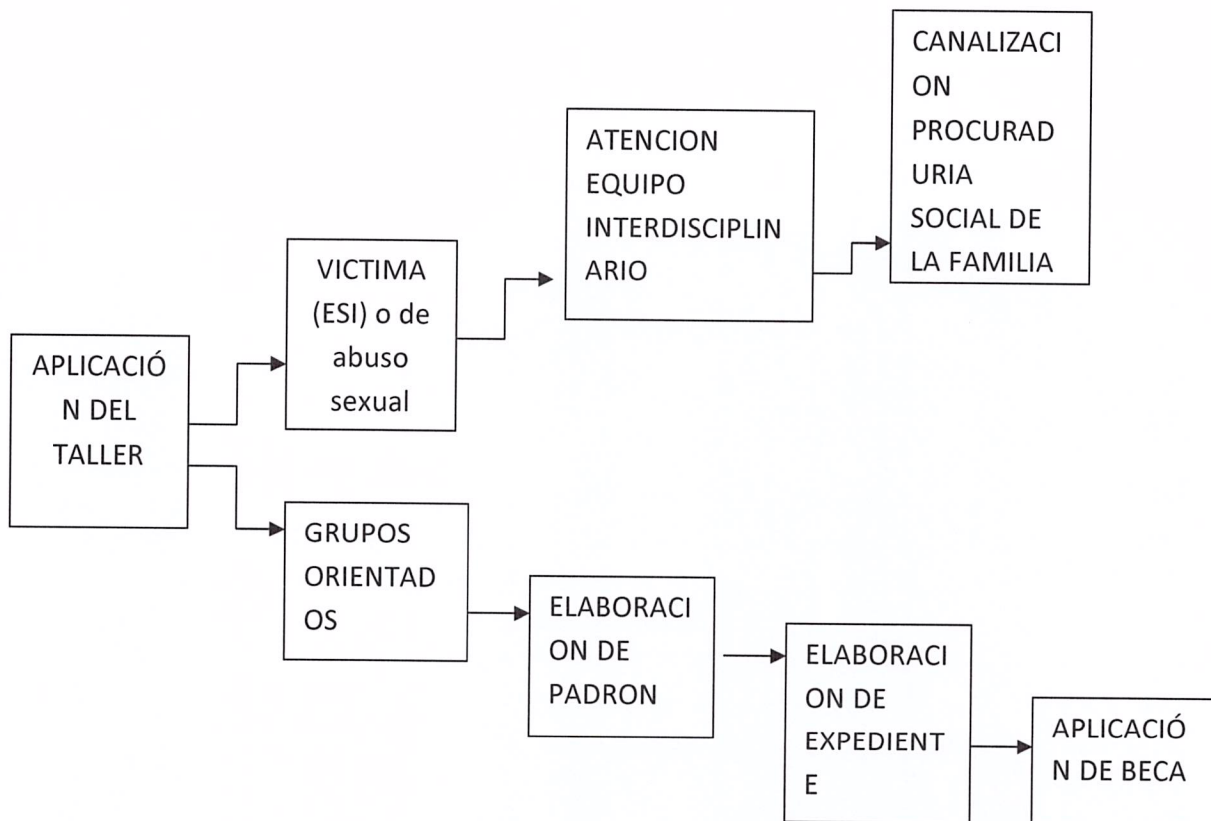 CANALIZACI
ON
PROCURAD
URIA
SOCIAL DE
LA FAMILIA
ATENCION
EQUIPO
INTERDISCIPLIN
ARIO
VICTIMA
(ESI) o de
abuso
sexual
APLICACIÓ
N DEL
TALLER
GRUPOS
ORIENTAD
OS
ELABORACI
ON DE
PADRON
ELABORACI
ON DE
EXPEDIENT
E
APLICACIÓ
N DE BECA